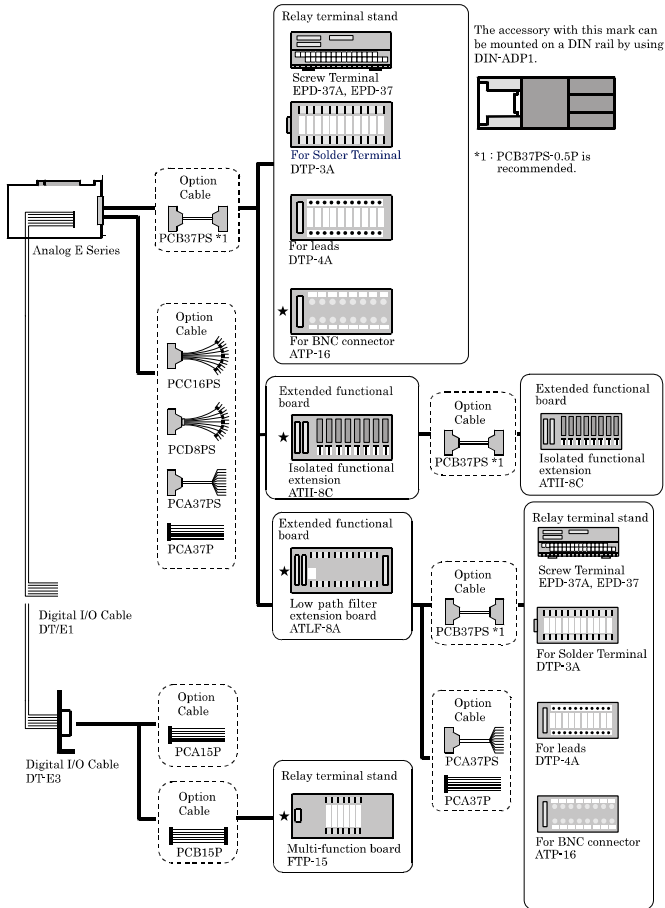 Relay terminal stand
Screw Terminal
EPD-37A, EPD-37
For Solder Terminal
DTP-3A
For leads
DTP-4A
★
For BNC connector
ATP-16
The accessory with this mark can
be mounted on a DIN rail by using
DIN-ADP1.
*1 : PCB37PS-0.5P is
recommended.
Analog E Series
Option
Cable
PCB37PS *1
Option
Cable
PCC16PS
PCD8PS
PCA37PS
PCA37P
Extended functional
board
★
Isolated functional
extension
ATII-8C
Option
Cable
PCB37PS *1
Extended functional
board
Isolated functional
extension
ATII-8C
Extended functional
board
★
Low path filter
extension board
ATLF-8A
Option
Cable
PCB37PS *1
Option
Cable
PCA37PS
PCA37P
Relay terminal stand
Screw Terminal
EPD-37A, EPD-37
For Solder Terminal
DTP-3A
For leads
DTP-4A
For BNC connector
ATP-16
Digital I/O Cable
DT/E1
Digital I/O Cable
DT-E3
Option
Cable
PCA15P
Option
Cable
PCB15P
Relay terminal stand
★
Multi-function board
FTP-15